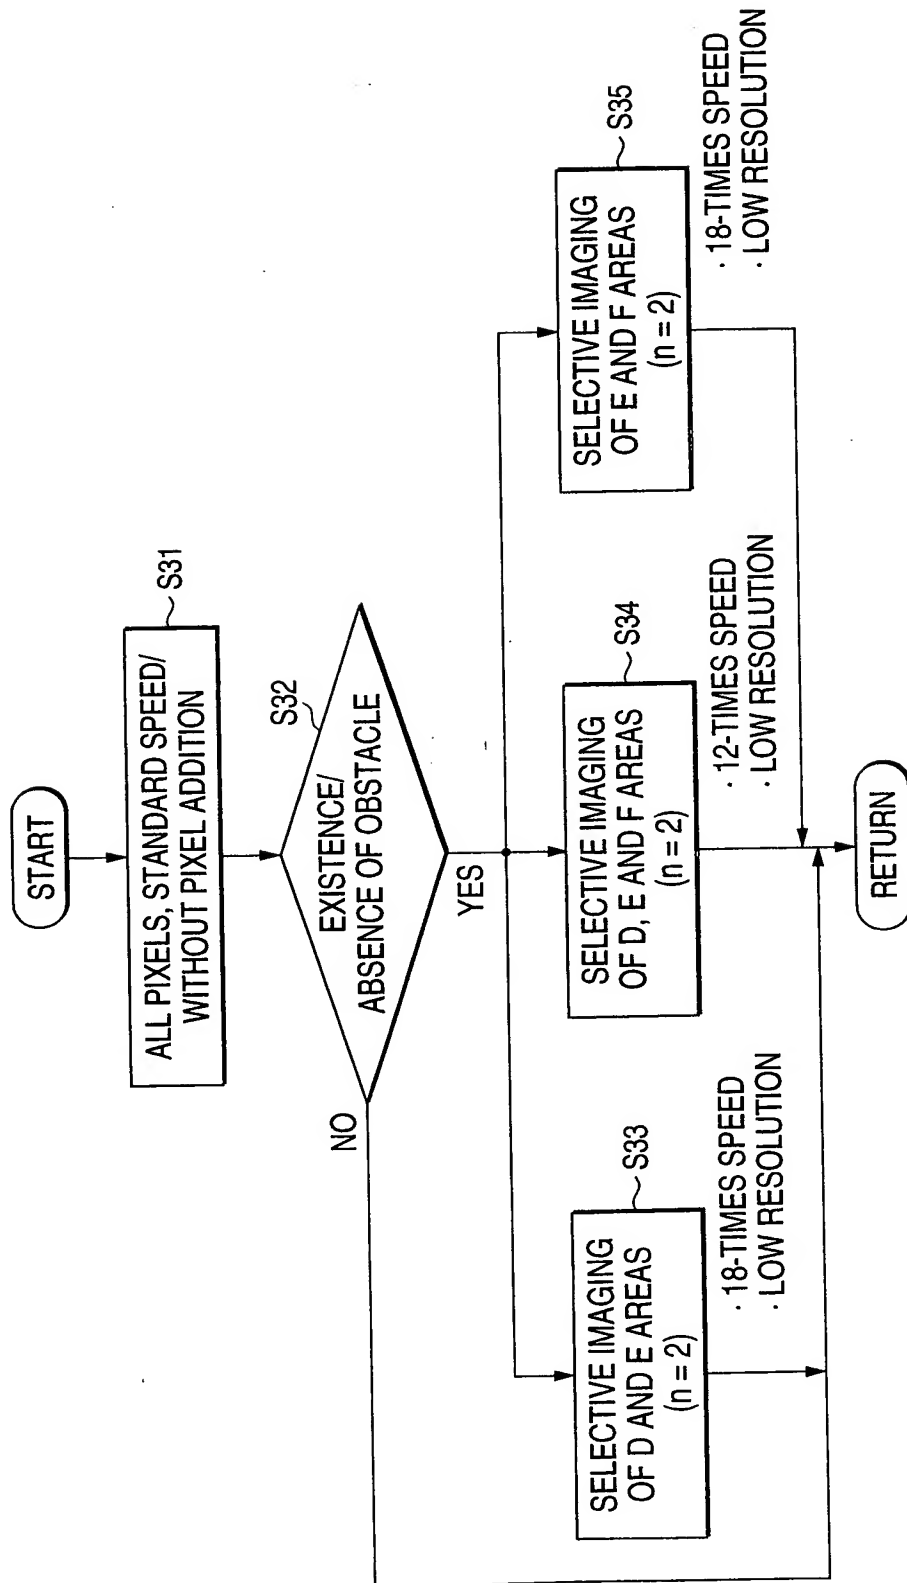 START
ALL PIXELS, STANDARD SPEED/
WITHOUT PIXEL ADDITION
S31
S32
EXISTENCE/
ABSENCE OF OBSTACLE
NO
YES
SELECTIVE IMAGING
OF D AND E AREAS
(n = 2)
S33
· 18-TIMES SPEED
· LOW RESOLUTION
SELECTIVE IMAGING
OF D, E AND F AREAS
(n = 2)
S34
· 12-TIMES SPEED
· LOW RESOLUTION
SELECTIVE IMAGING
OF E AND F AREAS
(n = 2)
S35
· 18-TIMES SPEED
· LOW RESOLUTION
RETURN